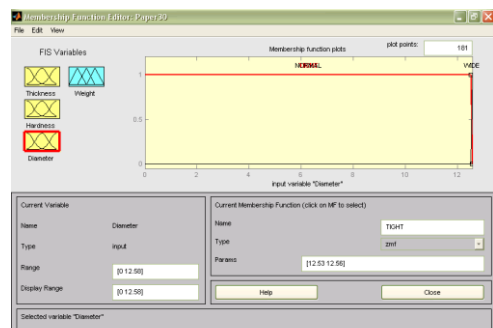 Membership Function Editor: Paper30
File Edit View
FIS Variables
Thickness Weight
Hardness
Diameter
Membership function plots
plot points: 181
WIDE
1
0.5
0
0 2 4 6 8 10 12
input variable "Diameter"
Current Variable
Name Diameter
Type input
Range [0 12.58]
Display Range [0 12.58]
Current Membership Function (click on MF to select)
Name TIGHT
Type zmf
Params [12.53 12.56]
Help Close
Selected variable "Diameter"